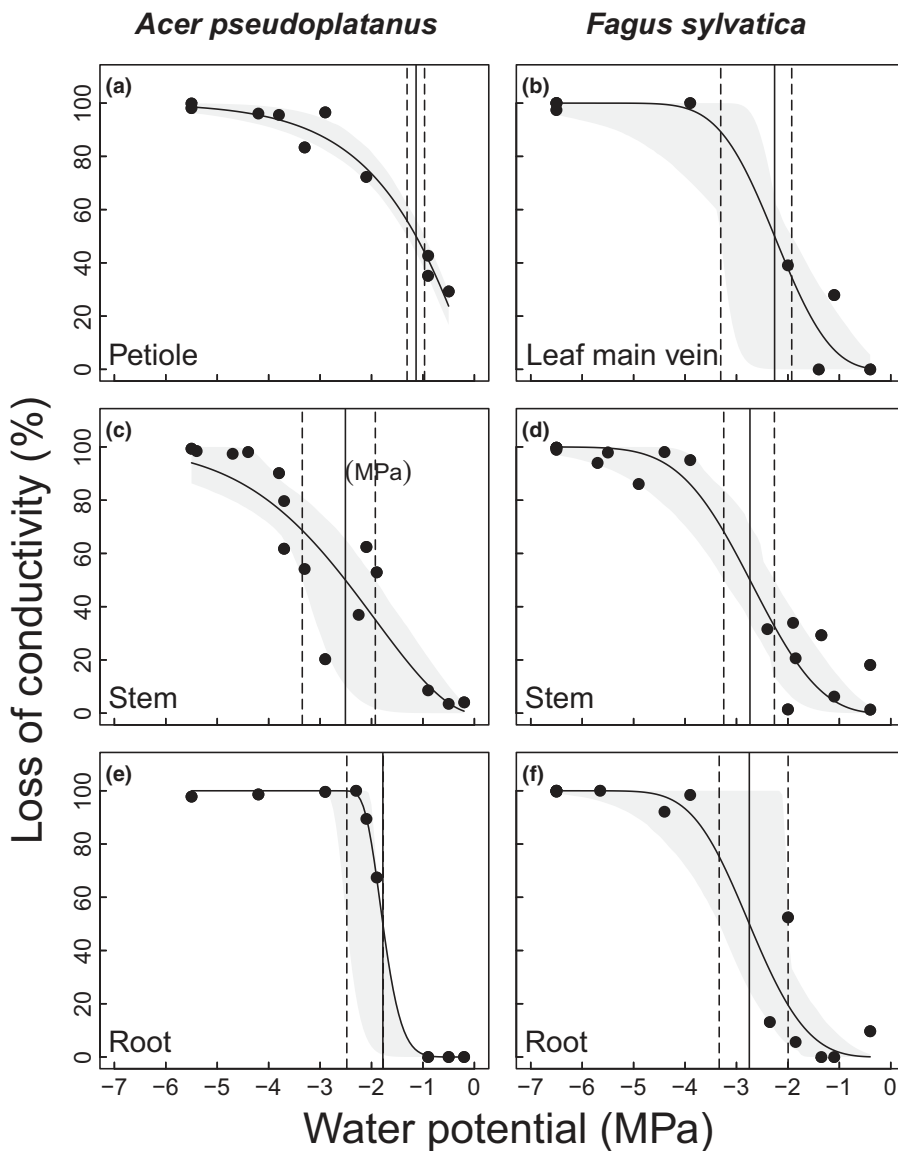 Acer pseudoplatanus Fagus sylvatica
(a) (b)
100 80 60 40 20 0
Petiole Leaf main vein
(c) (d)
(MPa)
100 80 60 40 20 0
Stem Stem
(e) (f)
100 80 60 40 20 0
Root Root
−7 −6 −5 −4 −3 −2 −1 0 −7 −6 −5 −4 −3 −2 −1 0
Loss of conductivity (%)
Water potential (MPa)